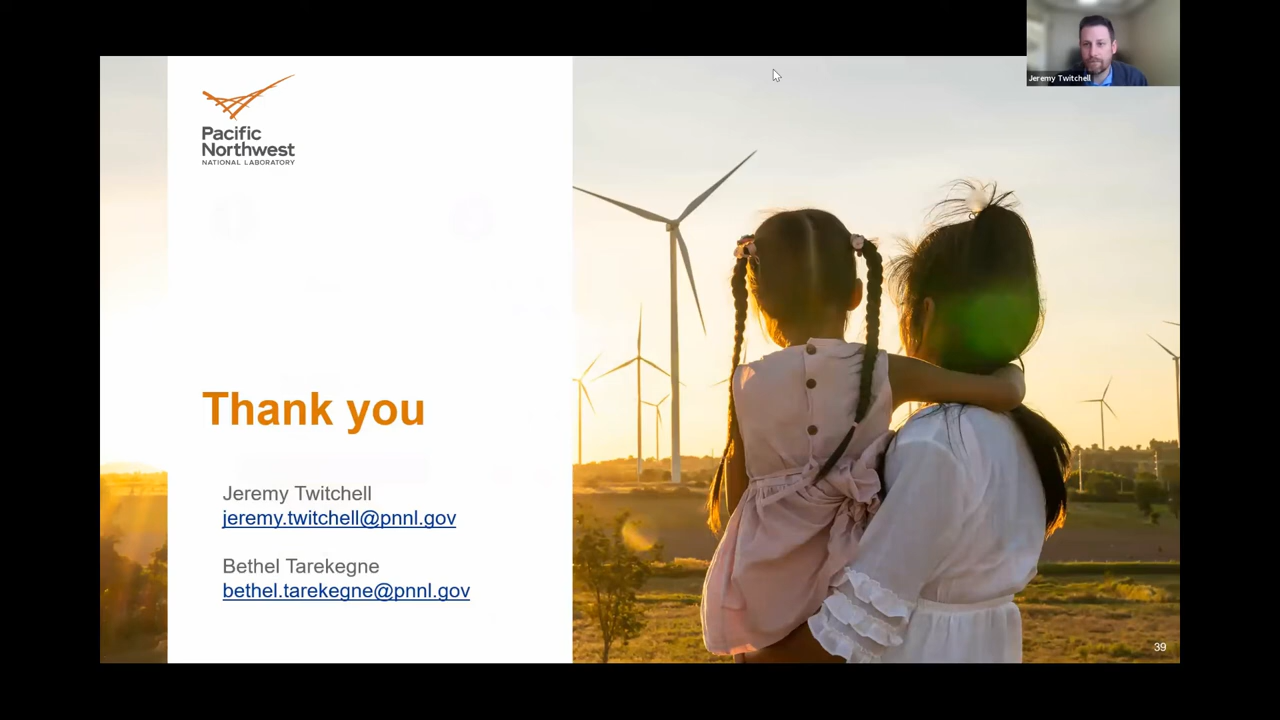 Jeremy Twitchell
Pacific
Northwest
NATIONAL LABORATORY
Thank you
Jeremy Twitchell
jeremy.twitchell@pnnl.gov
Bethel Tarekegne
bethel.tarekegne@pnnl.gov
39